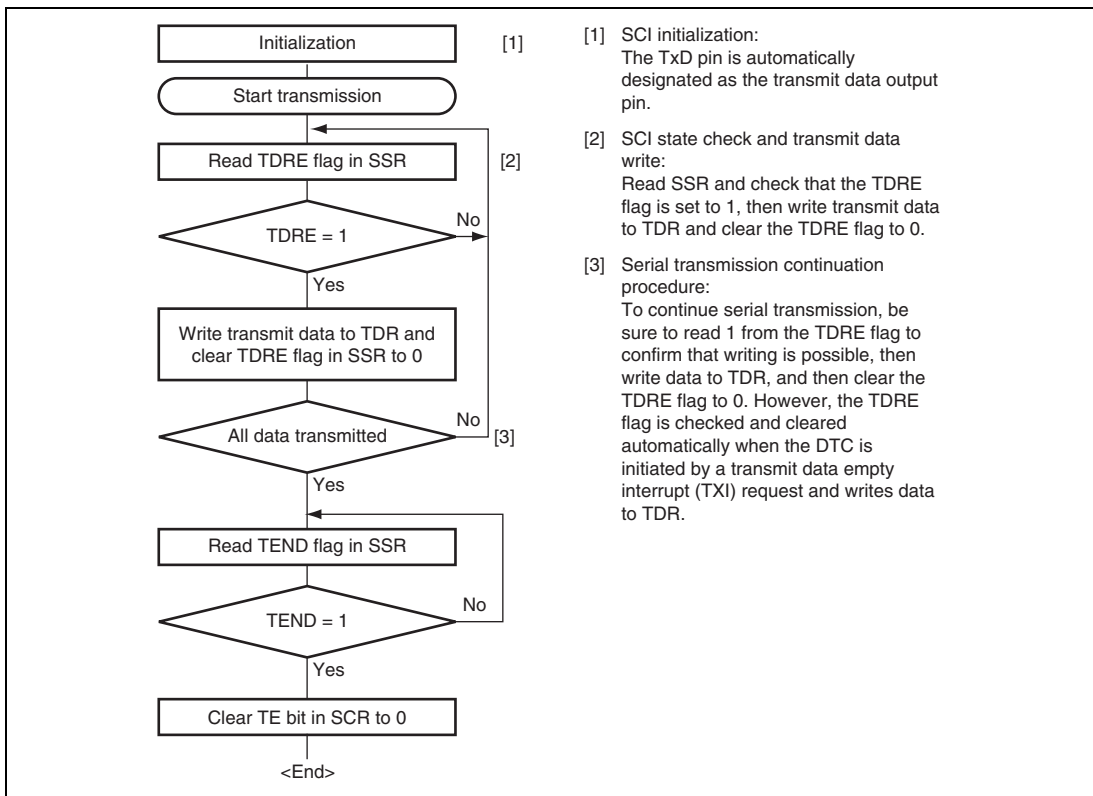 Initialization
[1]
Start transmission
Read TDRE flag in SSR
[2]
TDRE = 1
No
Yes
Write transmit data to TDR and
clear TDRE flag in SSR to 0
All data transmitted
No
[3]
Yes
Read TEND flag in SSR
TEND = 1
No
Yes
Clear TE bit in SCR to 0
<End>
[1] SCI initialization:
The TxD pin is automatically
designated as the transmit data output
pin.
[2] SCI state check and transmit data
write:
Read SSR and check that the TDRE
flag is set to 1, then write transmit data
to TDR and clear the TDRE flag to 0.
[3] Serial transmission continuation
procedure:
To continue serial transmission, be
sure to read 1 from the TDRE flag to
confirm that writing is possible, then
write data to TDR, and then clear the
TDRE flag to 0. However, the TDRE
flag is checked and cleared
automatically when the DTC is
initiated by a transmit data empty
interrupt (TXI) request and writes data
to TDR.